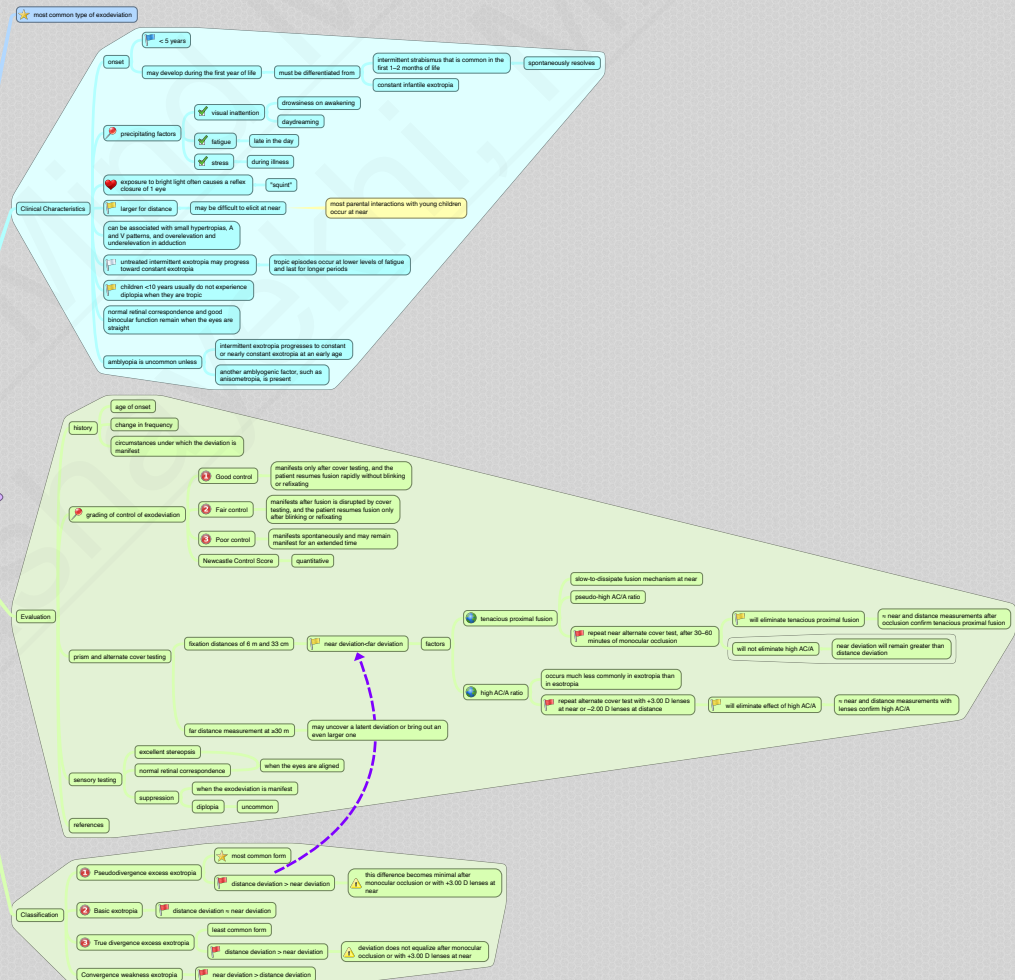 most common type of exodeviation
Clinical Characteristics
onset
< 5 years
may develop during the first year of life
must be differentiated from
intermittent strabismus that is common in the
first 1–2 months of life
spontaneously resolves
constant infantile exotropia
precipitating factors
visual inattention
drowsiness on awakening
daydreaming
fatigue
late in the day
stress
during illness
exposure to bright light often causes a reflex
closure of 1 eye
"squint"
larger for distance
may be difficult to elicit at near
most parental interactions with young children
occur at near
can be associated with small hypertropias, A
and V patterns, and overelevation and
underelevation in adduction
untreated intermittent exotropia may progress
toward constant exotropia
tropic episodes occur at lower levels of fatigue
and last for longer periods
children <10 years usually do not experience
diplopia when they are tropic
normal retinal correspondence and good
binocular function remain when the eyes are
straight
amblyopia is uncommon unless
intermittent exotropia progresses to constant
or nearly constant exotropia at an early age
another amblyogenic factor, such as
anisometropia, is present
Evaluation
history
age of onset
change in frequency
circumstances under which the deviation is
manifest
grading of control of exodeviation
1 Good control
manifests only after cover testing, and the
patient resumes fusion rapidly without blinking
or refixating
2 Fair control
manifests after fusion is disrupted by cover
testing, and the patient resumes fusion only
after blinking or refixating
3 Poor control
manifests spontaneously and may remain
manifest for an extended time
Newcastle Control Score
quantitative
prism and alternate cover testing
fixation distances of 6 m and 33 cm
near deviation<far deviation
factors
tenacious proximal fusion
slow-to-dissipate fusion mechanism at near
pseudo-high AC/A ratio
repeat near alternate cover test, after 30–60
minutes of monocular occlusion
will eliminate tenacious proximal fusion
≈ near and distance measurements after
occlusion confirm tenacious proximal fusion
will not eliminate high AC/A
near deviation will remain greater than
distance deviation
high AC/A ratio
occurs much less commonly in exotropia than
in esotropia
repeat alternate cover test with +3.00 D lenses
at near or –2.00 D lenses at distance
will eliminate effect of high AC/A
≈ near and distance measurements with
lenses confirm high AC/A
far distance measurement at ≥30 m
may uncover a latent deviation or bring out an
even larger one
sensory testing
excellent stereopsis
normal retinal correspondence
when the eyes are aligned
suppression
when the exodeviation is manifest
diplopia
uncommon
references
Classification
1 Pseudodivergence excess exotropia
most common form
distance deviation > near deviation
this difference becomes minimal after
monocular occlusion or with +3.00 D lenses at
near
2 Basic exotropia
distance deviation ≈ near deviation
3 True divergence excess exotropia
least common form
distance deviation > near deviation
deviation does not equalize after monocular
occlusion or with +3.00 D lenses at near
Convergence weakness exotropia
near deviation > distance deviation